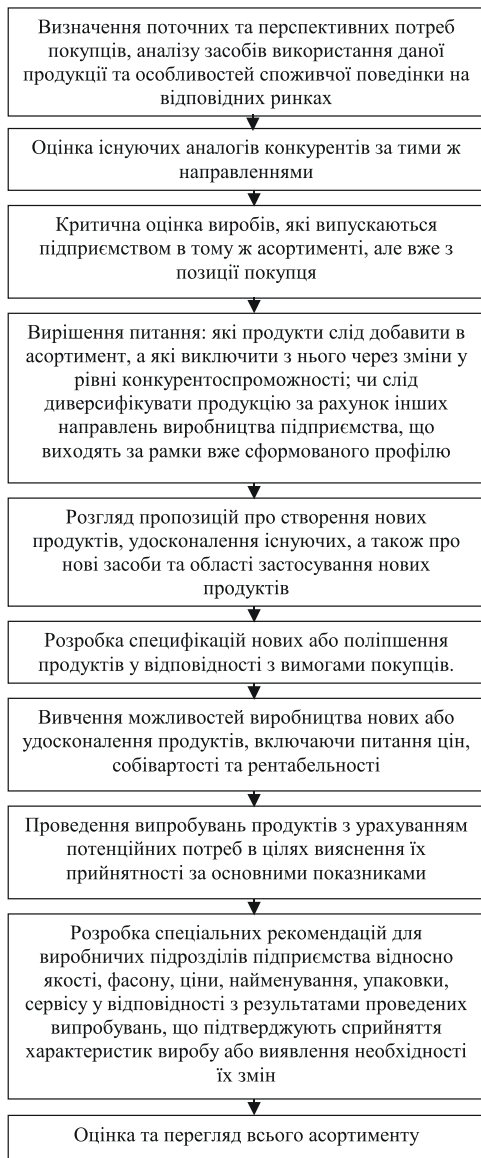 Визначення поточних та перспективних потреб
покупців, аналізу засобів використання даної
продукції та особливостей споживчої поведінки на
відповідних ринках
Оцінка існуючих аналогів конкурентів за тими ж
направленнями
Критична оцінка виробів, які випускаються
підприємством в тому ж асортименті, але вже з
позиції покупця
Вирішення питання: які продукти слід добавити в
асортимент, а які виключити з нього через зміни у
рівні конкурентоспроможності; чи слід
диверсифікувати продукцію за рахунок інших
направлень виробництва підприємства, що
виходять за рамки вже сформованого профілю
Розгляд пропозицій про створення нових
продуктів, удосконалення існуючих, а також про
нові засоби та області застосування нових
продуктів
Розробка специфікацій нових або поліпшення
продуктів у відповідності з вимогами покупців.
Вивчення можливостей виробництва нових або
удосконалення продуктів, включаючи питання цін,
собівартості та рентабельності
Проведення випробувань продуктів з урахуванням
потенційних потреб в цілях вияснення їх
прийнятності за основними показниками
Розробка спеціальних рекомендацій для
виробничих підрозділів підприємства відносно
якості, фасону, ціни, найменування, упаковки,
сервісу у відповідності з результатами проведених
випробувань, що підтверджують сприйняття
характеристик виробу або виявлення необхідності
їх змін
Оцінка та перегляд всього асортименту